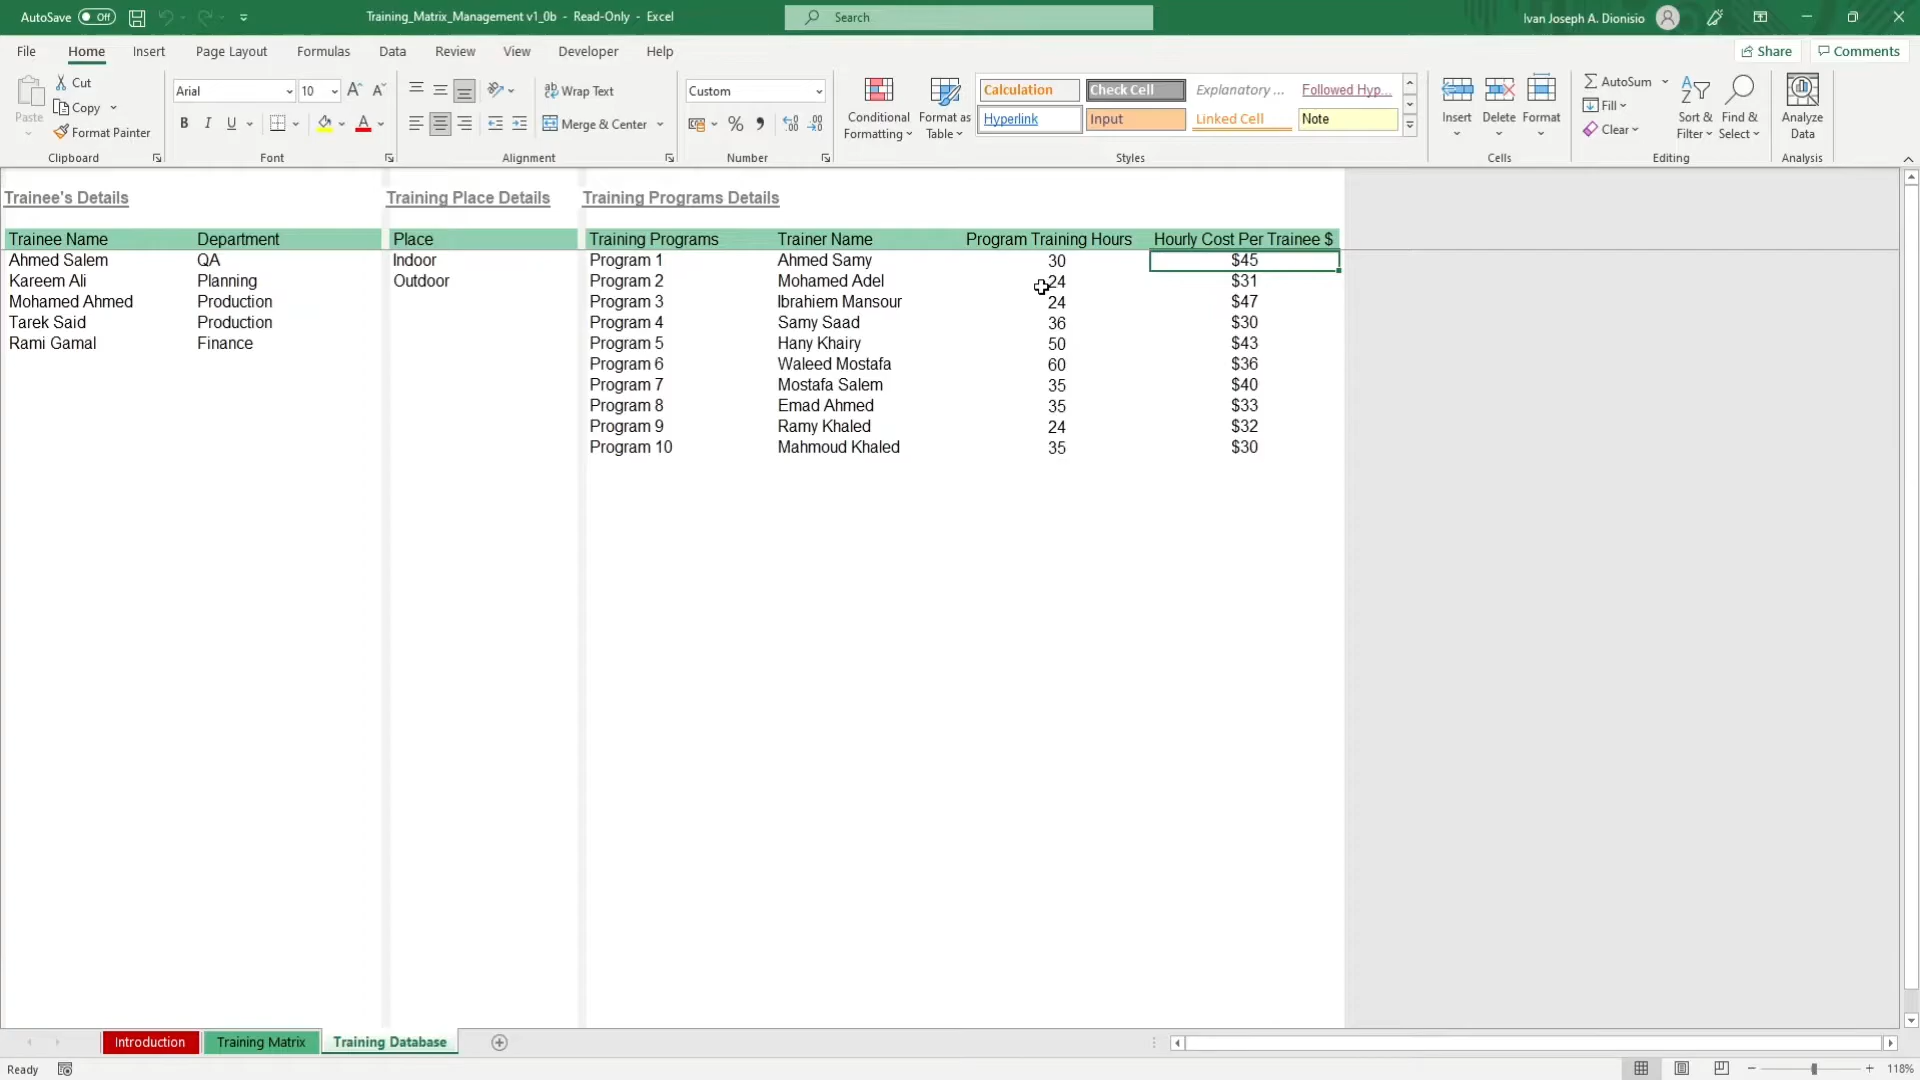 AutoSave Off Training_Matrix_Management v1_0b - Read-Only - Excel Search Ivan Joseph A. Dionisio
File Home Insert Page Layout Formulas Data Review View Developer Help Share Comments
Cut
Copy
Format Painter
Paste
Clipboard
Arial 10
B I U
Font
Wrap Text
Merge & Center
Alignment
Custom
Number
Conditional Formatting
Format as Table
Calculation Check Cell Explanatory ... Followed Hyp...
Hyperlink Input Linked Cell Note
Styles
Insert Delete Format
Cells
AutoSum
Fill
Clear
Sort & Filter
Find & Select
Editing
Analyze Data
Analysis
Trainee's Details Training Place Details Training Programs Details
Trainee Name Department Place Training Programs Trainer Name Program Training Hours Hourly Cost Per Trainee $
Ahmed Salem QA Indoor Program 1 Ahmed Samy 30 $45
Kareem Ali Planning Outdoor Program 2 Mohamed Adel 24 $31
Mohamed Ahmed Production Program 3 Ibrahiem Mansour 24 $47
Tarek Said Production Program 4 Samy Saad 36 $30
Rami Gamal Finance Program 5 Hany Khairy 50 $43
Program 6 Waleed Mostafa 60 $36
Program 7 Mostafa Salem 35 $40
Program 8 Emad Ahmed 35 $33
Program 9 Ramy Khaled 24 $32
Program 10 Mahmoud Khaled 35 $30
Introduction Training Matrix Training Database
Ready 118%